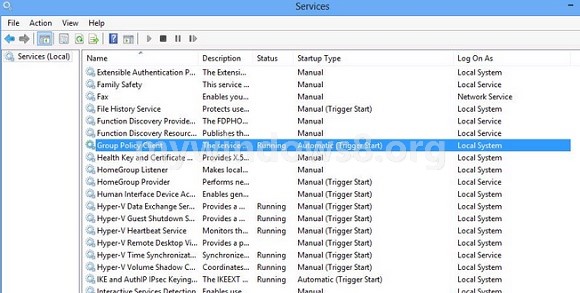 Services
File Action View Help
Services (Local)
Name Description Status Startup Type Log On As
Extensible Authentication P... The Extensi... Manual Local System
Family Safety This service ... Manual Local Service
Fax Enables you... Manual Network Service
File History Service Protects use... Manual (Trigger Start) Local System
Function Discovery Provide... The FDPHO... Manual Local Service
Function Discovery Resourc... Publishes the... Manual Local Service
Group Policy Client The service ... Running Automatic (Trigger Start) Local System
Health Key and Certificate ... Provides X.5... Manual Local System
HomeGroup Listener Makes local... Manual Local System
HomeGroup Provider Performs ne... Manual (Trigger Start) Local Service
Human Interface Device Acc... Enables gen... Manual (Trigger Start) Local System
Hyper-V Data Exchange Ser... Provides a ... Running Manual (Trigger Start) Local System
Hyper-V Guest Shutdown S... Provides a ... Running Manual (Trigger Start) Local System
Hyper-V Heartbeat Service Monitors th... Running Manual (Trigger Start) Local System
Hyper-V Remote Desktop Vi... Provides a p... Manual (Trigger Start) Local System
Hyper-V Time Synchronizat... Synchronize... Running Manual (Trigger Start) Local Service
Hyper-V Volume Shadow C... Coordinates... Running Manual (Trigger Start) Local System
IKE and AuthIP IPsec Keying... The IKEEXT ... Running Automatic (Trigger Start) Local System
Interactive Services Detection Enables use... Manual Local System